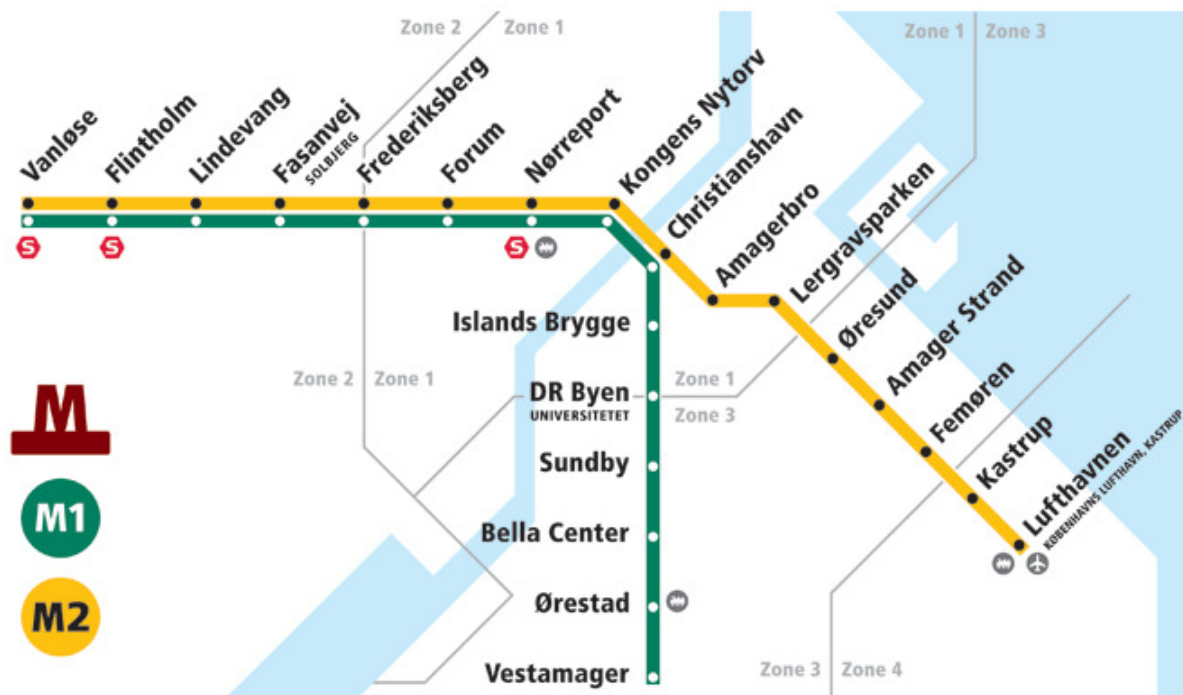 Zone 2
Zone 1
Zone 1
Zone 3
Vanløse
Flintholm
Lindevang
Fasanvej
SOLBJERG
Frederiksberg
Forum
Nørreport
Kongens Nytorv
Christianshavn
Amagerbro
Lergravsparken
Øresund
Amager Strand
Femøren
Kastrup
Lufthavnen
KØBENHAVNS LUFTHAVN, KASTRUP
S
S
S
Islands Brygge
Zone 2
Zone 1
Zone 1
DR Byen
UNIVERSITETET
Zone 3
M
Sundby
M1
Bella Center
M2
Ørestad
Vestamager
Zone 3
Zone 4